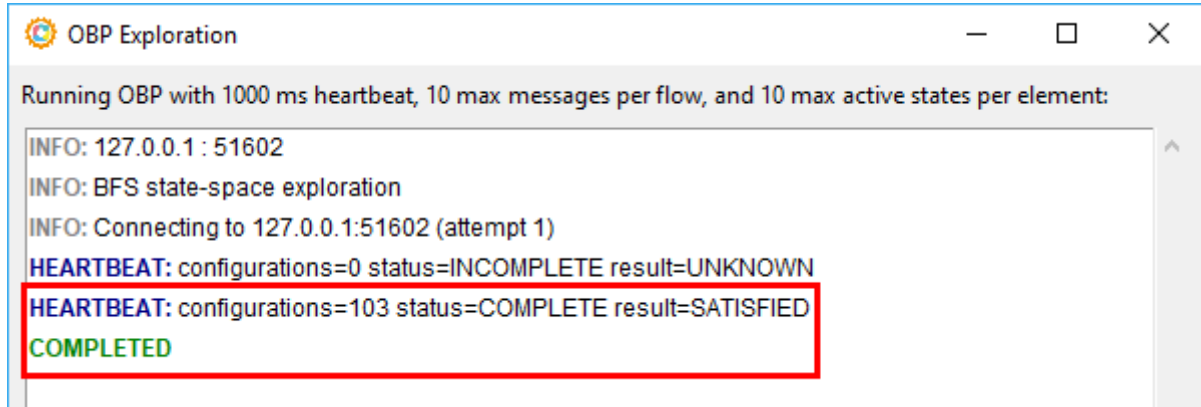 OBP Exploration
Running OBP with 1000 ms heartbeat, 10 max messages per flow, and 10 max active states per element:
INFO: 127.0.0.1 : 51602
INFO: BFS state-space exploration
INFO: Connecting to 127.0.0.1:51602 (attempt 1)
HEARTBEAT: configurations=0 status=INCOMPLETE result=UNKNOWN
HEARTBEAT: configurations=103 status=COMPLETE result=SATISFIED
COMPLETED